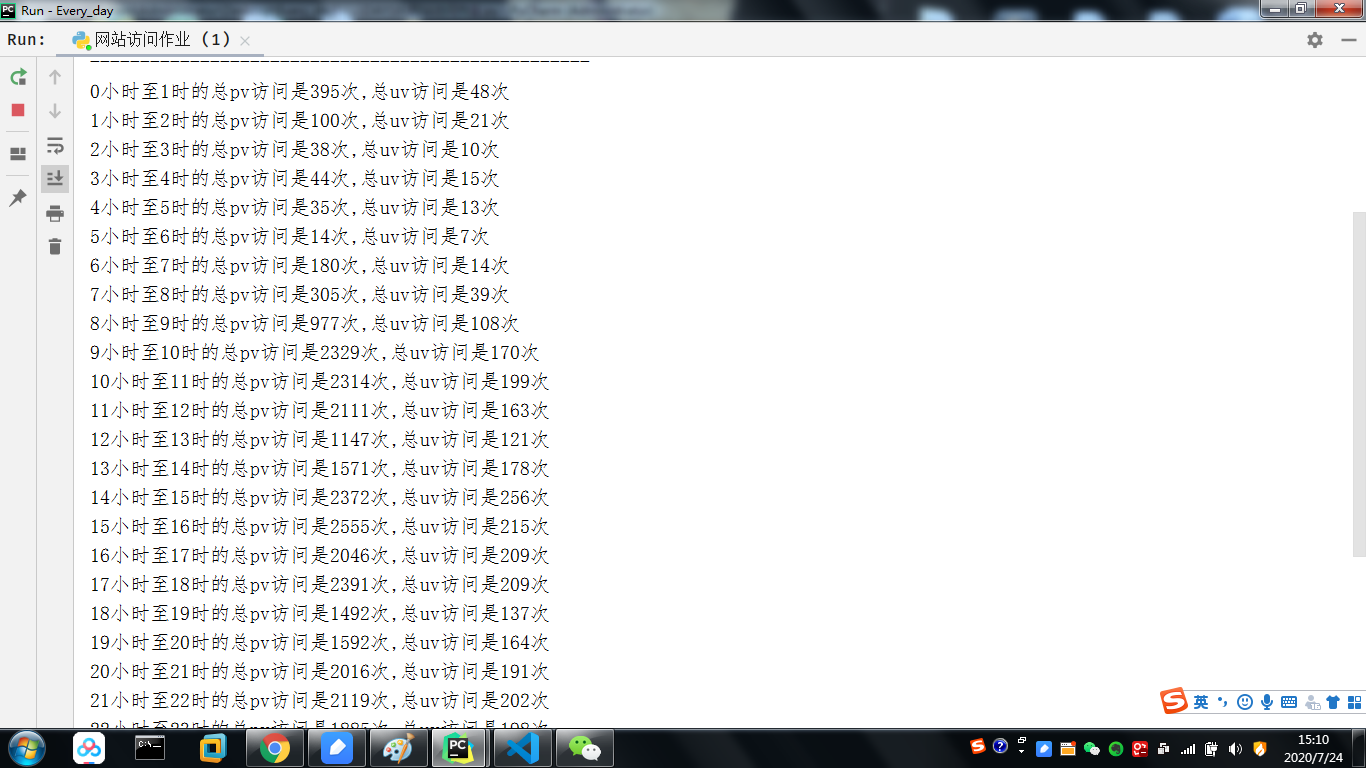 Run - Every_day
Run: 网站访问作业 (1)
--------------------------------------------------
0小时至1时的总pv访问是395次,总uv访问是48次
1小时至2时的总pv访问是100次,总uv访问是21次
2小时至3时的总pv访问是38次,总uv访问是10次
3小时至4时的总pv访问是44次,总uv访问是15次
4小时至5时的总pv访问是35次,总uv访问是13次
5小时至6时的总pv访问是14次,总uv访问是7次
6小时至7时的总pv访问是180次,总uv访问是14次
7小时至8时的总pv访问是305次,总uv访问是39次
8小时至9时的总pv访问是977次,总uv访问是108次
9小时至10时的总pv访问是2329次,总uv访问是170次
10小时至11时的总pv访问是2314次,总uv访问是199次
11小时至12时的总pv访问是2111次,总uv访问是163次
12小时至13时的总pv访问是1147次,总uv访问是121次
13小时至14时的总pv访问是1571次,总uv访问是178次
14小时至15时的总pv访问是2372次,总uv访问是256次
15小时至16时的总pv访问是2555次,总uv访问是215次
16小时至17时的总pv访问是2046次,总uv访问是209次
17小时至18时的总pv访问是2391次,总uv访问是209次
18小时至19时的总pv访问是1492次,总uv访问是137次
19小时至20时的总pv访问是1592次,总uv访问是164次
20小时至21时的总pv访问是2016次,总uv访问是191次
21小时至22时的总pv访问是2119次,总uv访问是202次
英
15:10
2020/7/24